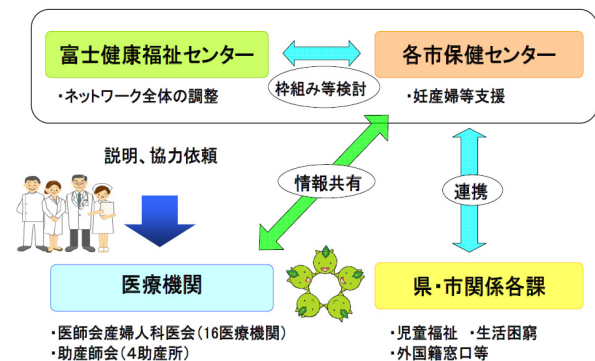 富士健康福祉センター
各市保健センター
枠組み等検討
・ネットワーク全体の調整
・妊産婦等支援
説明、協力依頼
情報共有
連携
医療機関
県・市関係各課
・医師会産婦人科医会(16医療機関)
・助産師会(4助産所)
・児童福祉 ・生活困窮
・外国籍窓口等